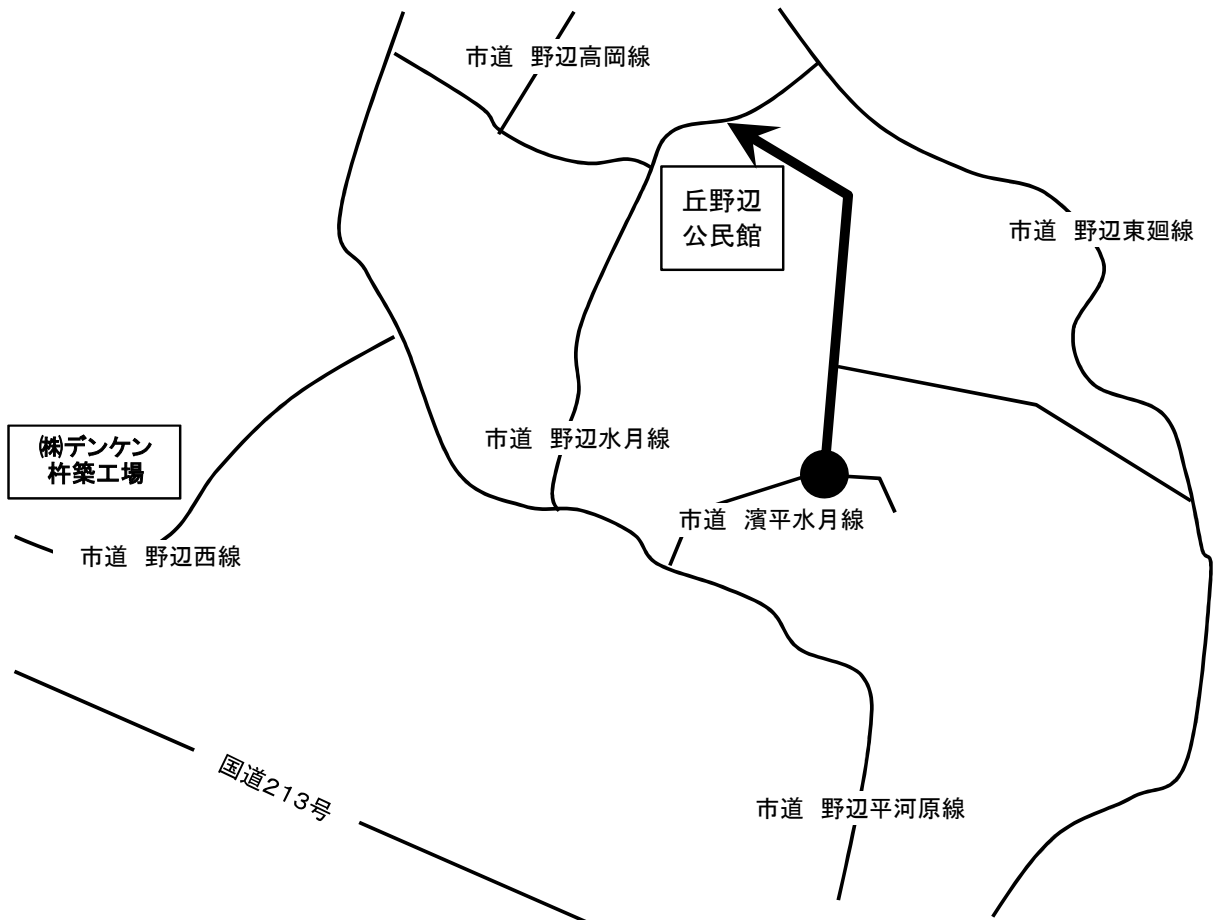 市道　野辺高岡線
丘野辺
公民館
市道　野辺東廻線
㈱デンケン
杵築工場
市道　野辺水月線
市道　濱平水月線
市道　野辺西線
国道213号
市道　野辺平河原線